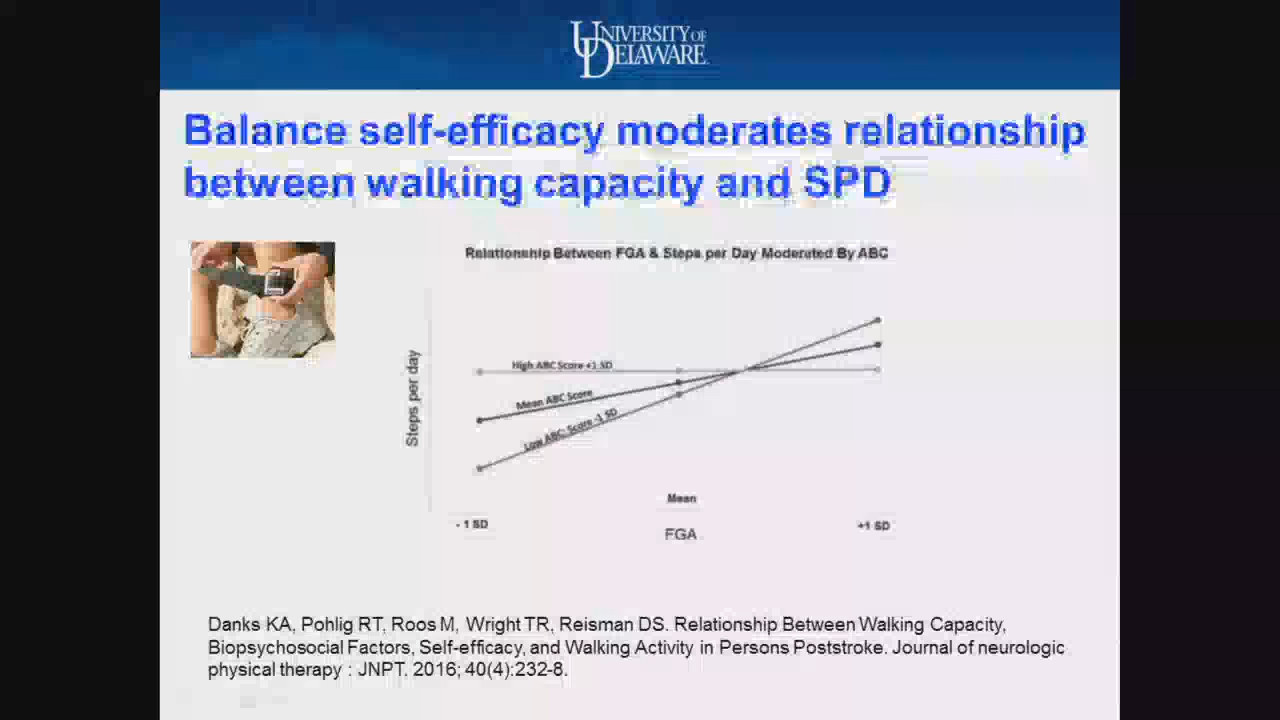 UNIVERSITY OF
DELAWARE
Balance self-efficacy moderates relationship
between walking capacity and SPD
Relationship Between FGA & Steps per Day Moderated By ABC
Steps per day
High ABC Score +1 SD
Mean ABC Score
Low ABC Score -1 SD
Mean
- 1 SD
+1 SD
FGA
Danks KA, Pohlig RT, Roos M, Wright TR, Reisman DS. Relationship Between Walking Capacity,
Biopsychosocial Factors, Self-efficacy, and Walking Activity in Persons Poststroke. Journal of neurologic
physical therapy : JNPT. 2016; 40(4):232-8.